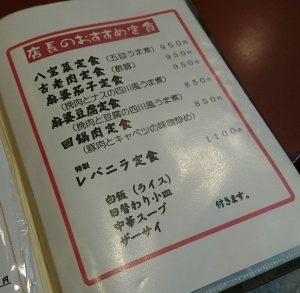 店長のおすすめ定食
八宝菜定食(五目うま煮) 950円
古老肉定食(酢豚) 950円
麻婆茄子定食 850円
(挽肉とナスの四川風うま煮)
麻婆豆腐定食 850円
(挽肉と豆腐の四川風うま煮)
回鍋肉定食 850円
(豚肉とキャベツの味噌炒め)
特製
レバニラ定食 1100円
白飯(ライス)
日替わり小皿
中華スープ
ザーサイ
付きます。